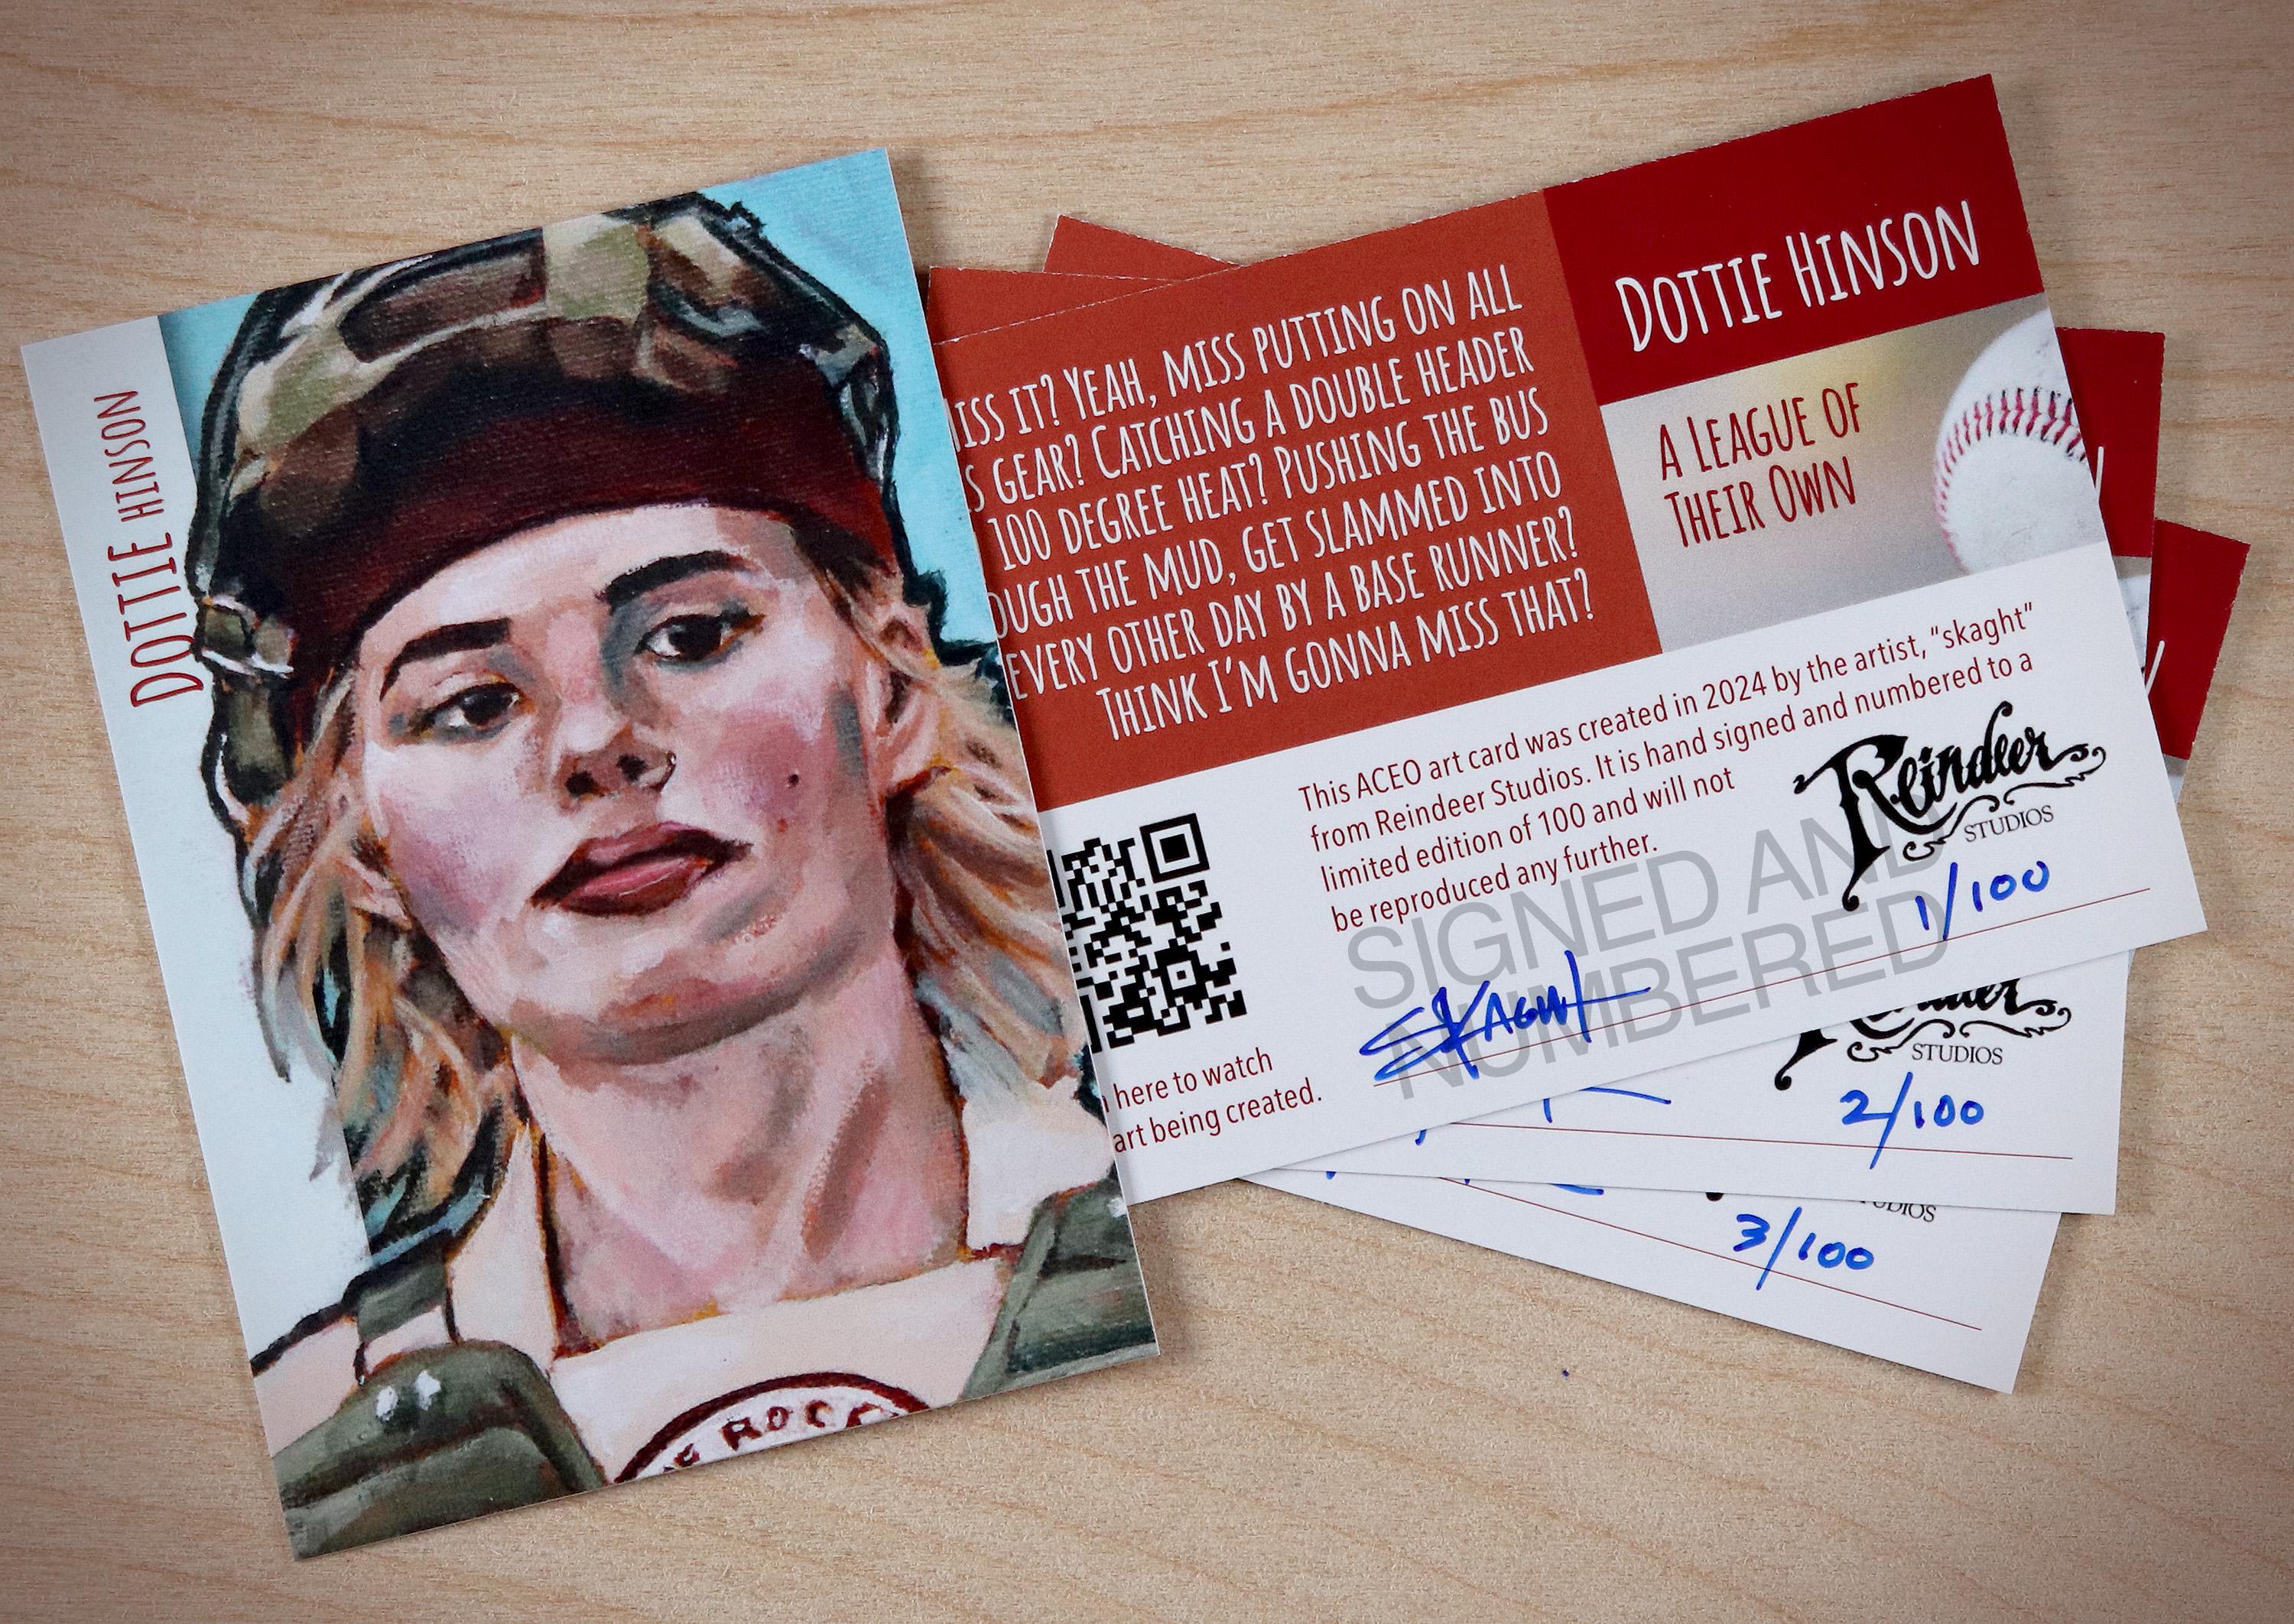 DOTTIE HINSON
ROCK
ISS IT? YEAH, MISS PUTTING ON ALL
S GEAR? CATCHING A DOUBLE HEADER
100 DEGREE HEAT? PUSHING THE BUS
OUGH THE MUD, GET SLAMMED INTO
EVERY OTHER DAY BY A BASE RUNNER?
THINK I'M GONNA MISS THAT?
DOTTIE HINSON
A LEAGUE OF
THEIR OWN
This ACEO art card was created in 2024 by the artist, "skaght"
from Reindeer Studios. It is hand signed and numbered to a
limited edition of 100 and will not
be reproduced any further.
Reindeer
STUDIOS
SIGNED AND
NUMBERED
SKAGHT
1/100
here to watch
art being created.
STUDIOS
2/100
3/100